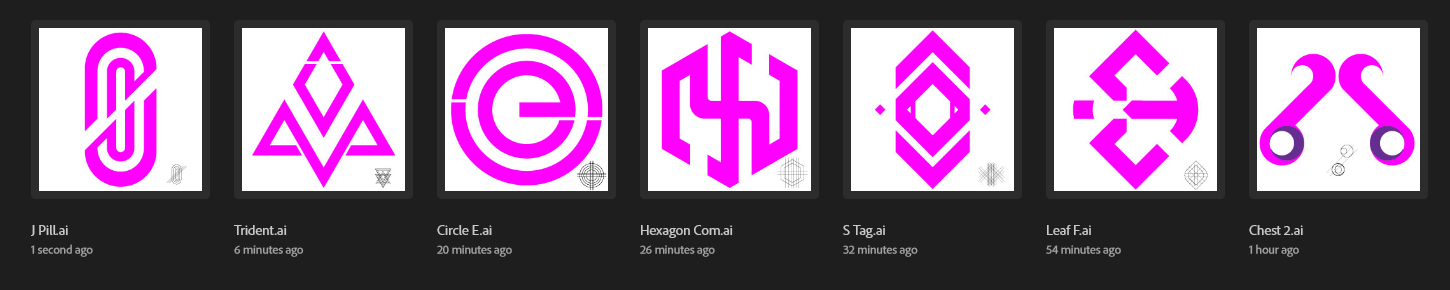 J Pill.ai
1 second ago
Trident.ai
6 minutes ago
Circle E.ai
20 minutes ago
Hexagon Com.ai
26 minutes ago
S Tag.ai
32 minutes ago
Leaf F.ai
54 minutes ago
Chest 2.ai
1 hour ago